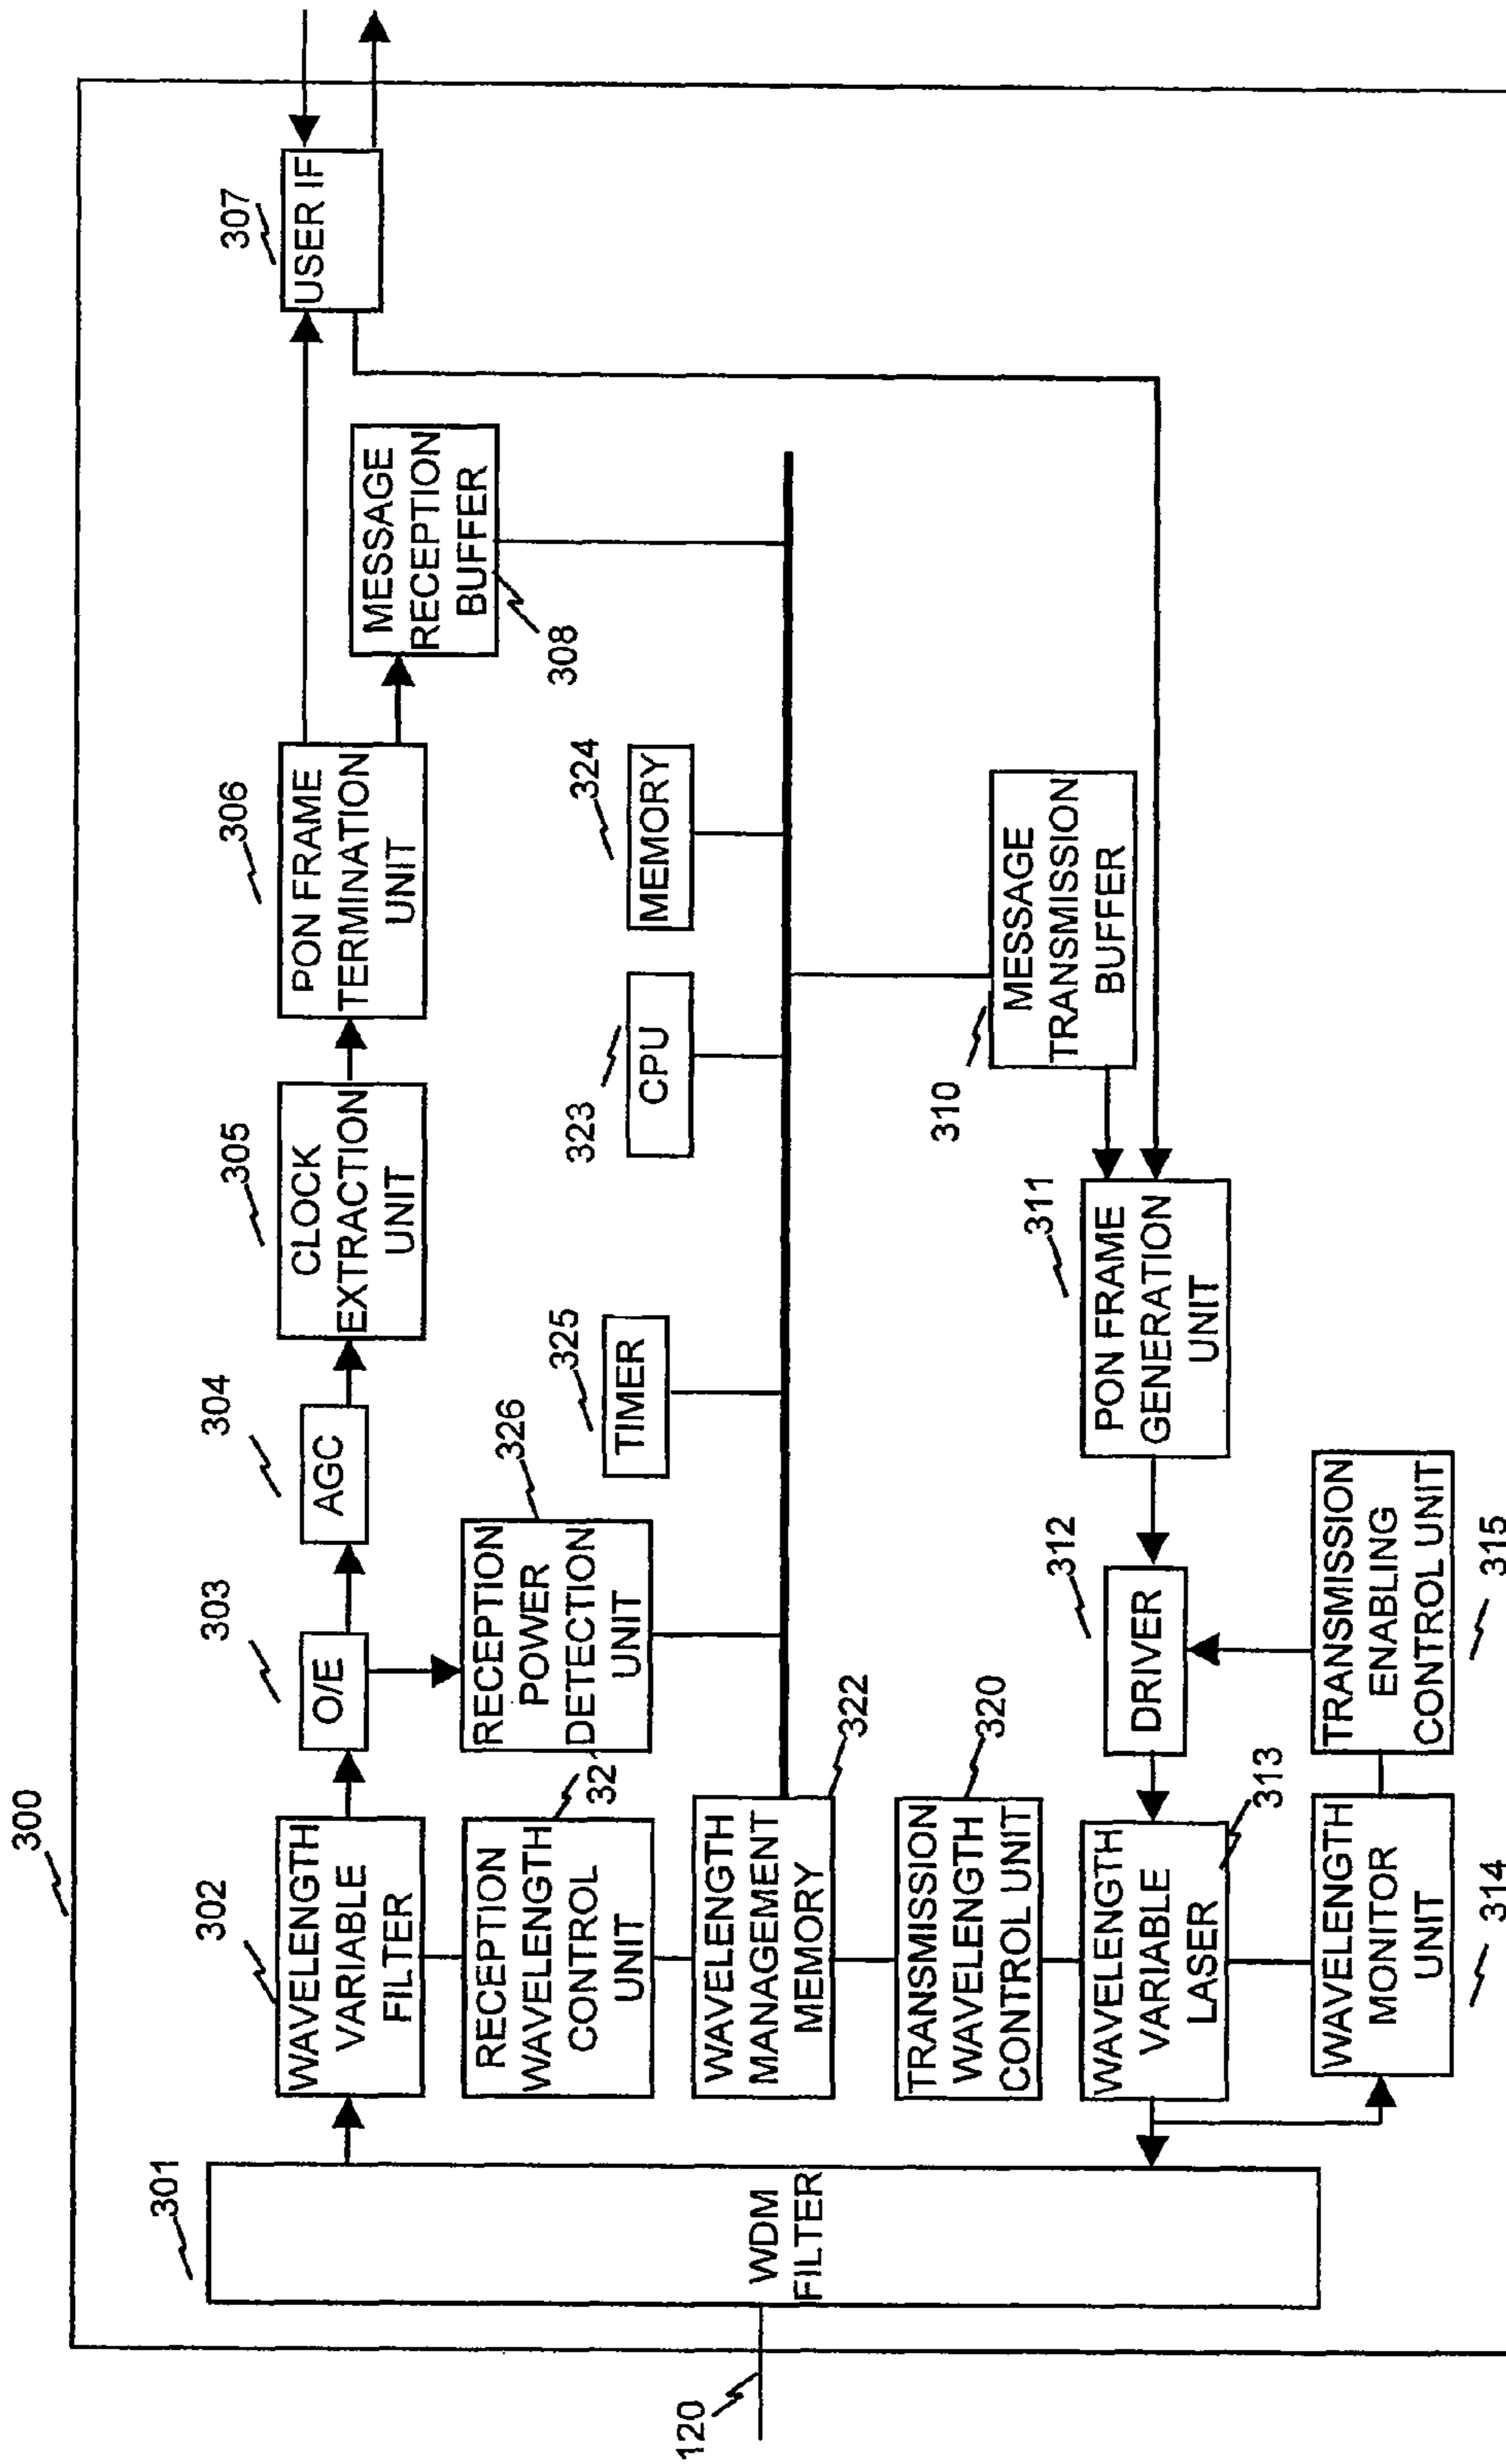 300
301
WDM
FILTER
120
302
WAVELENGTH
VARIABLE
FILTER
303
O/E
304
AGC
305
CLOCK
EXTRACTION
UNIT
306
PON FRAME
TERMINATION
UNIT
307
USER IF
MESSAGE
RECEPTION
BUFFER
308
RECEPTION
WAVELENGTH
CONTROL
UNIT
32
RECEPTION
POWER
DETECTION
UNIT
326
325
TIMER
323
CPU
324
MEMORY
WAVELENGTH
MANAGEMENT
MEMORY
322
TRANSMISSION
WAVELENGTH
CONTROL UNIT
320
310
MESSAGE
TRANSMISSION
BUFFER
WAVELENGTH
VARIABLE
LASER
313
312
DRIVER
311
PON FRAME
GENERATION
UNIT
WAVELENGTH
MONITOR
UNIT
314
TRANSMISSION
ENABLING
CONTROL UNIT
315